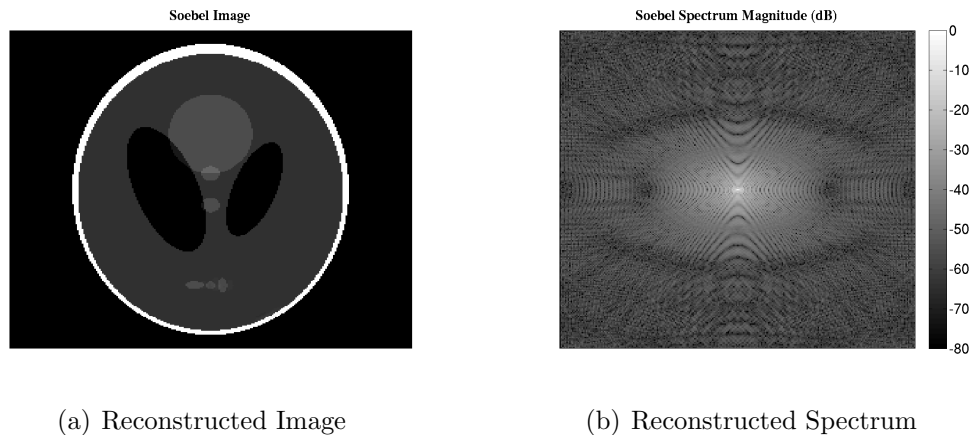 Soebel Image
Soebel Spectrum Magnitude (dB)
0
-10
-20
-30
-40
-50
-60
-70
-80
(a) Reconstructed Image
(b) Reconstructed Spectrum